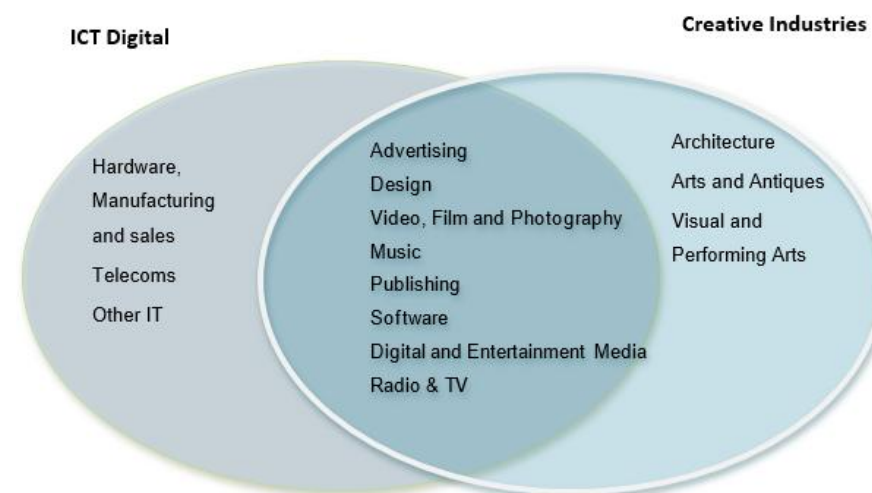 ICT Digital
Creative Industries
Hardware,
Manufacturing
and sales
Telecoms
Other IT
Advertising
Design
Video, Film and Photography
Music
Publishing
Software
Digital and Entertainment Media
Radio & TV
Architecture
Arts and Antiques
Visual and
Performing Arts